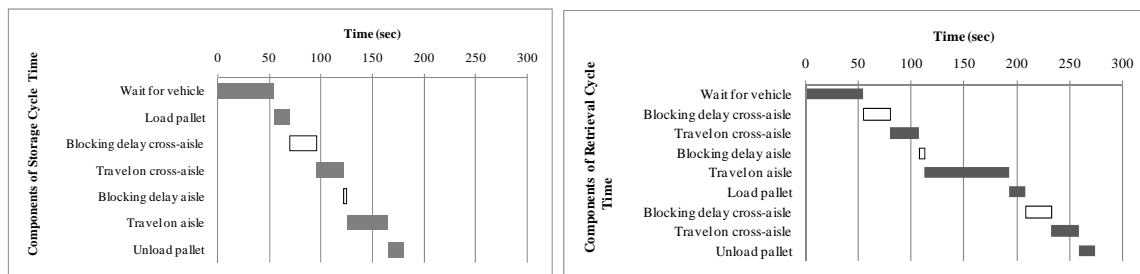 Time (sec)
0 50 100 150 200 250 300
Components of Storage Cycle Time
Wait for vehicle
Load pallet
Blocking delay cross-aisle
Travel on cross-aisle
Blocking delay aisle
Travel on aisle
Unload pallet
Time (sec)
0 50 100 150 200 250 300
Components of Retrieval Cycle
Time
Wait for vehicle
Blocking delay cross-aisle
Travel on cross-aisle
Blocking delay aisle
Travel on aisle
Load pallet
Blocking delay cross-aisle
Travel on cross-aisle
Unload pallet